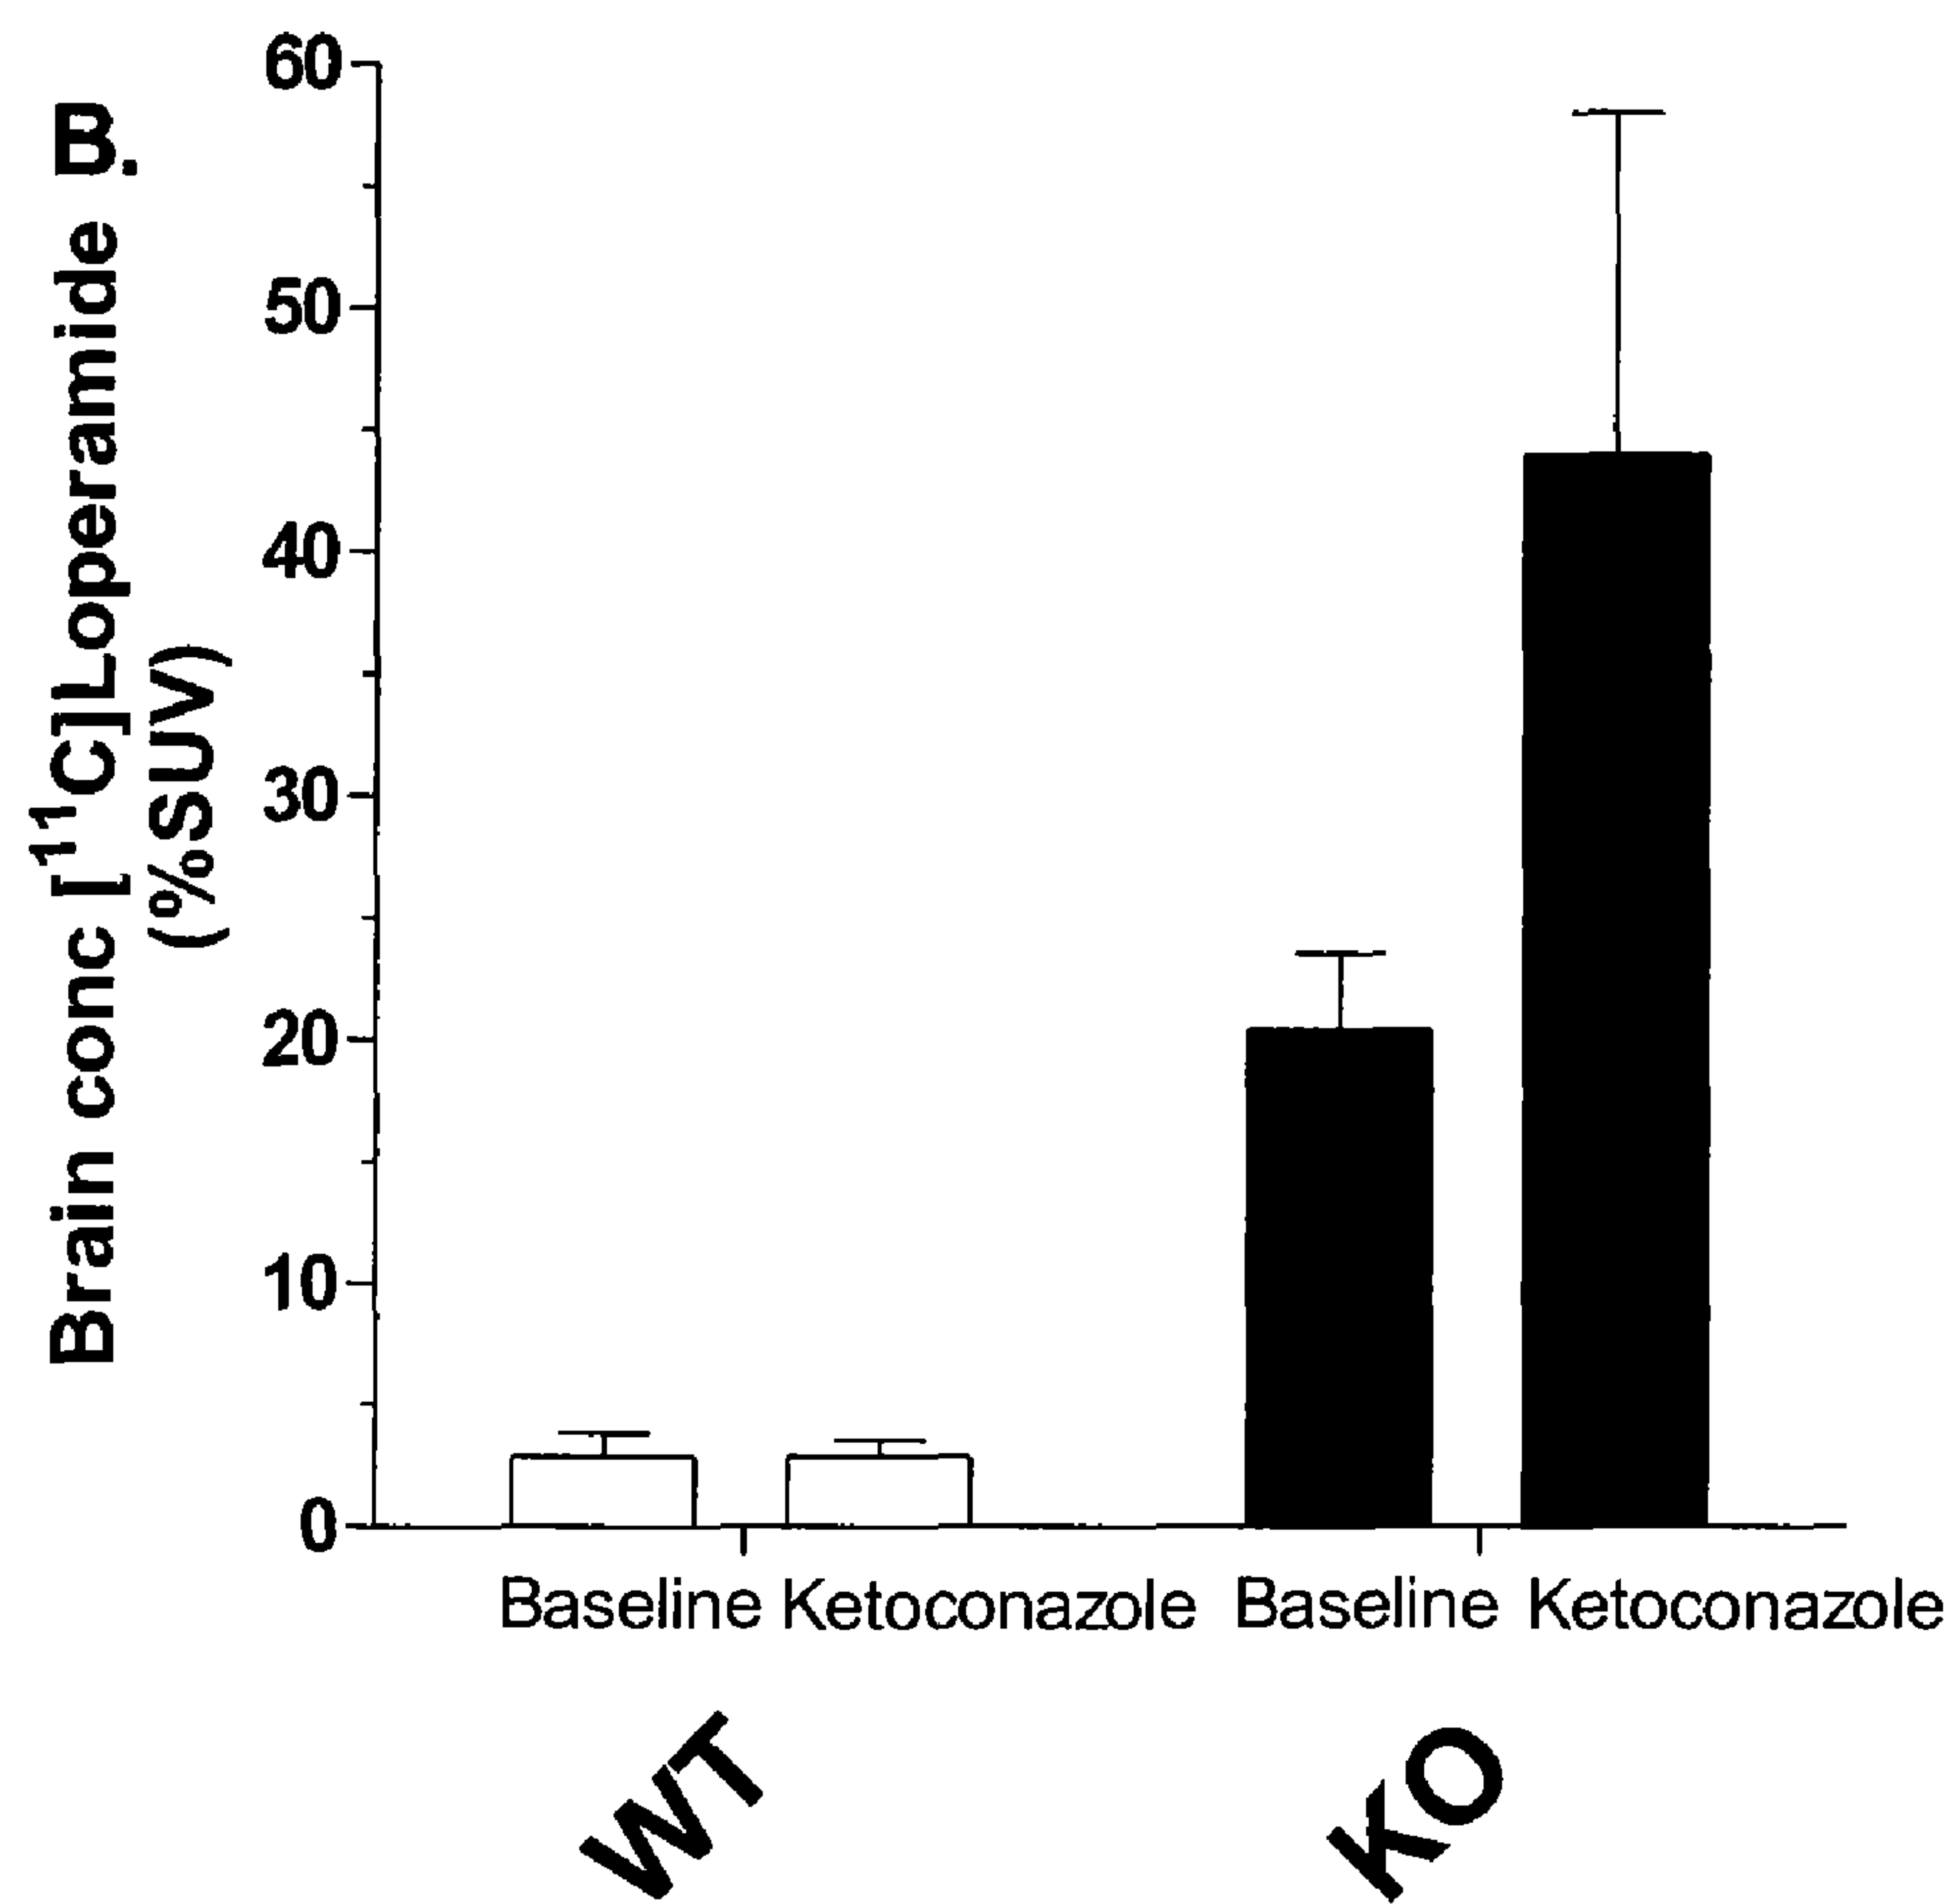 B.
Brain conc [¹¹C]Loperamide
(%SUV)
60
50
40
30
20
10
0
Baseline Ketoconazole Baseline Ketoconazole
WT KO